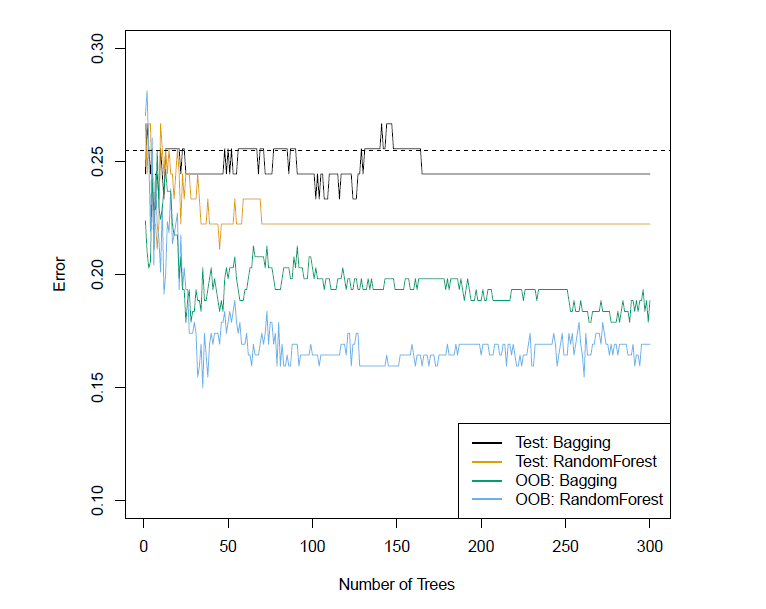 0.30
0.25
0.20
0.15
0.10
Error
0 50 100 150 200 250 300
Number of Trees
Test: Bagging
Test: RandomForest
OOB: Bagging
OOB: RandomForest